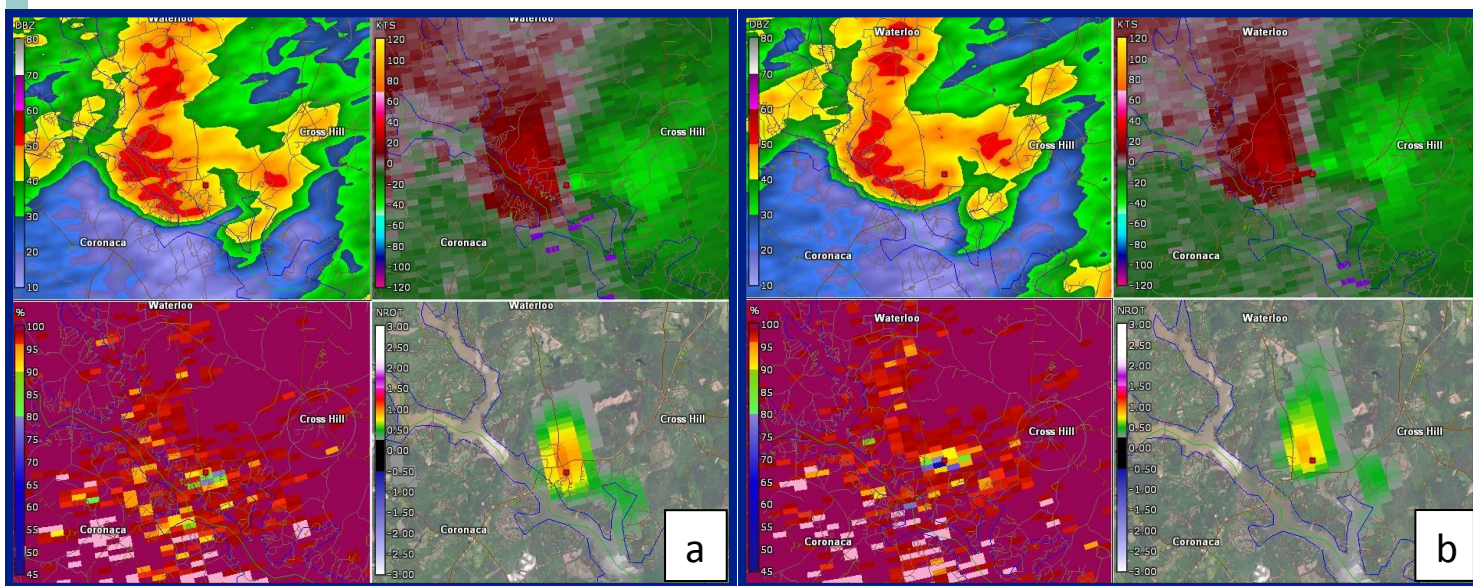 DBZ
Waterloo
80
70
60
50
40
30
20
10
Cross Hill
Coronaca
KTS
Waterloo
120
100
80
60
40
20
0
-20
-40
-60
-80
-100
-120
Cross Hill
Coronaca
%
Waterloo
100
95
90
85
80
75
70
65
60
55
50
45
Cross Hill
Coronaca
NROT
Waterloo
3.00
2.50
2.00
1.50
1.00
0.50
0.00
-0.50
-1.00
-1.50
-2.00
-2.50
-3.00
Cross Hill
Coronaca
a
DBZ
Waterloo
80
70
60
50
40
30
20
10
Cross Hill
Coronaca
KTS
Waterloo
120
100
80
60
40
20
0
-20
-40
-60
-80
-100
-120
Cross Hill
Coronaca
%
Waterloo
100
95
90
85
80
75
70
65
60
55
50
45
Cross Hill
Coronaca
NROT
Waterloo
3.00
2.50
2.00
1.50
1.00
0.50
0.00
-0.50
-1.00
-1.50
-2.00
-2.50
-3.00
Cross Hill
Coronaca
b